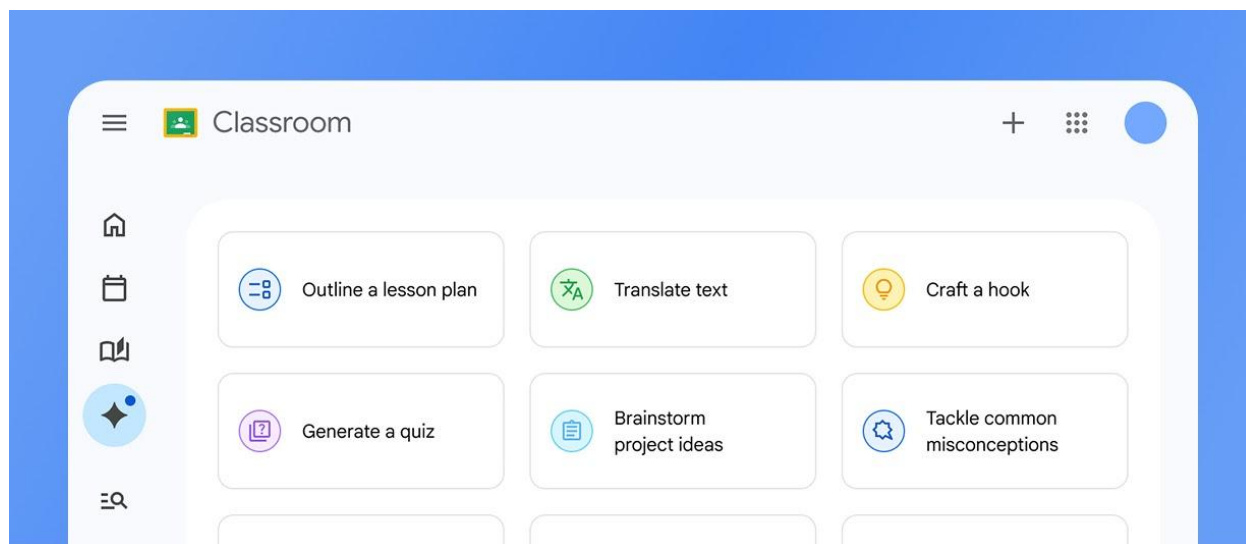 Classroom
Outline a lesson plan
Translate text
Craft a hook
Generate a quiz
Brainstorm
project ideas
Tackle common
misconceptions